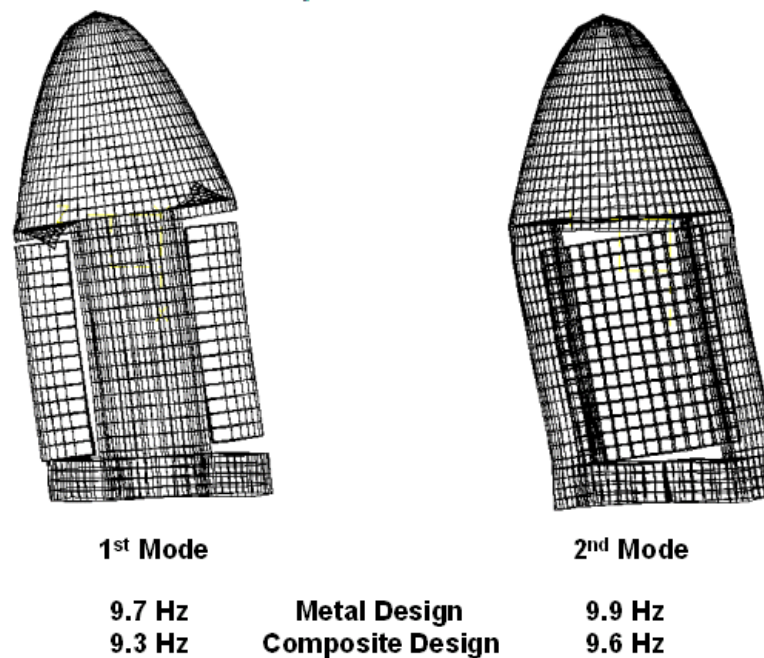 1st Mode 2nd Mode
9.7 Hz Metal Design 9.9 Hz
9.3 Hz Composite Design 9.6 Hz